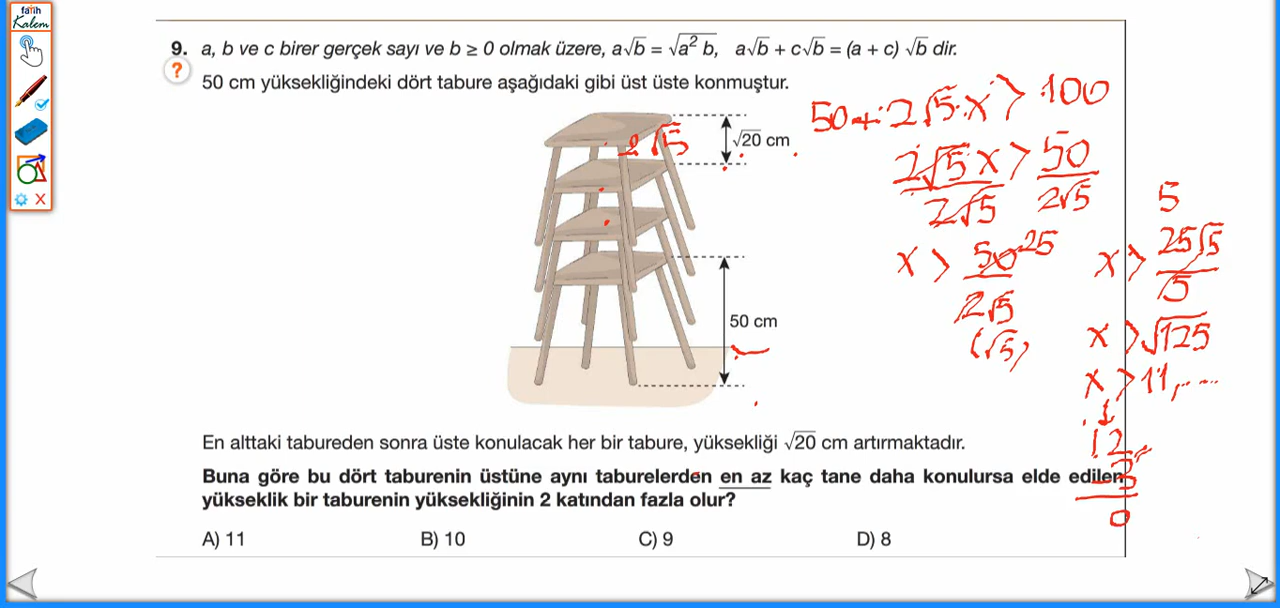 fatih
Kalem
9. a, b ve c birer gerçek sayı ve b ≥ 0 olmak üzere, a√b = √a² b, a√b + c√b = (a + c) √b dir.
?
50 cm yüksekliğindeki dört tabure aşağıdaki gibi üst üste konmuştur.
√20 cm
2√5
50 cm
50+2√5.x > 100
2√5 x > 50
2√5 2√5
x > 50 25
2√5
(√5)
5
x > 25√5
5
x > √125
x > 11,....
12
3
0
En alttaki tabureden sonra üste konulacak her bir tabure, yüksekliği √20 cm artırmaktadır.
Buna göre bu dört taburenin üstüne aynı taburelerden en az kaç tane daha konulursa elde edilen
yükseklik bir taburenin yüksekliğinin 2 katından fazla olur?
A) 11 B) 10 C) 9 D) 8